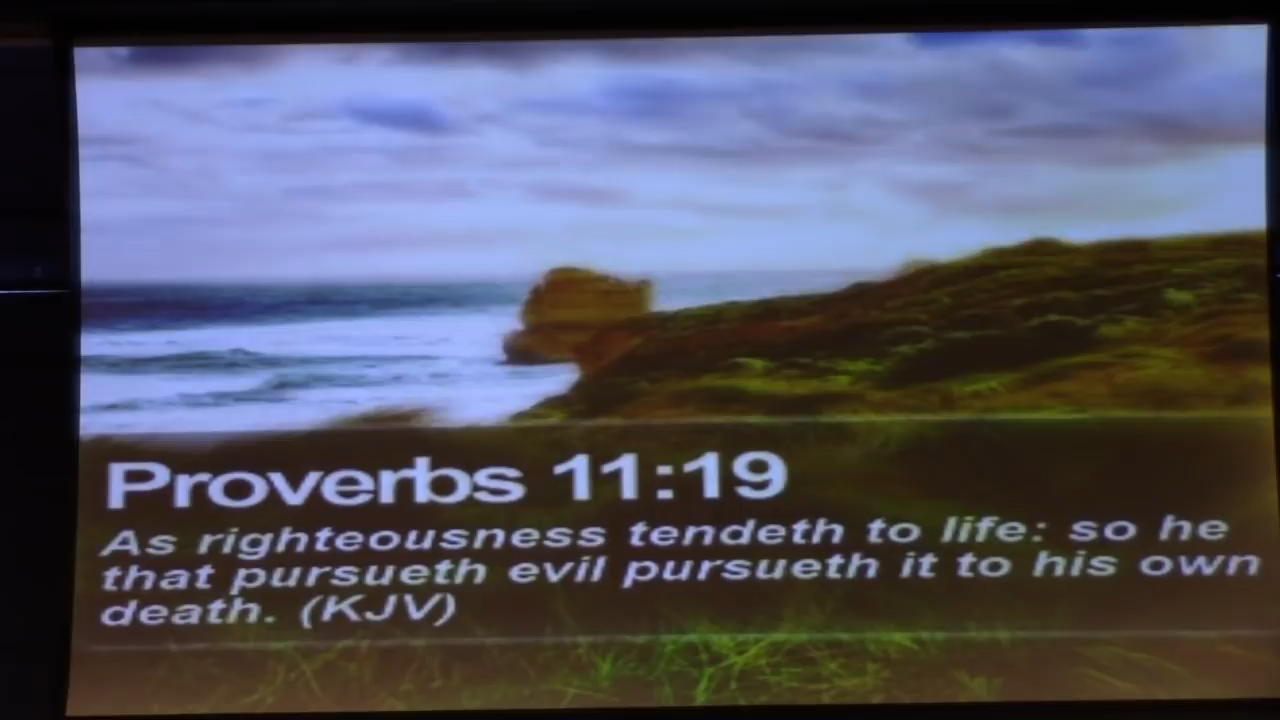 Proverbs 11:19
As righteousness tendeth to life: so he
that pursueth evil pursueth it to his own
death. (KJV)